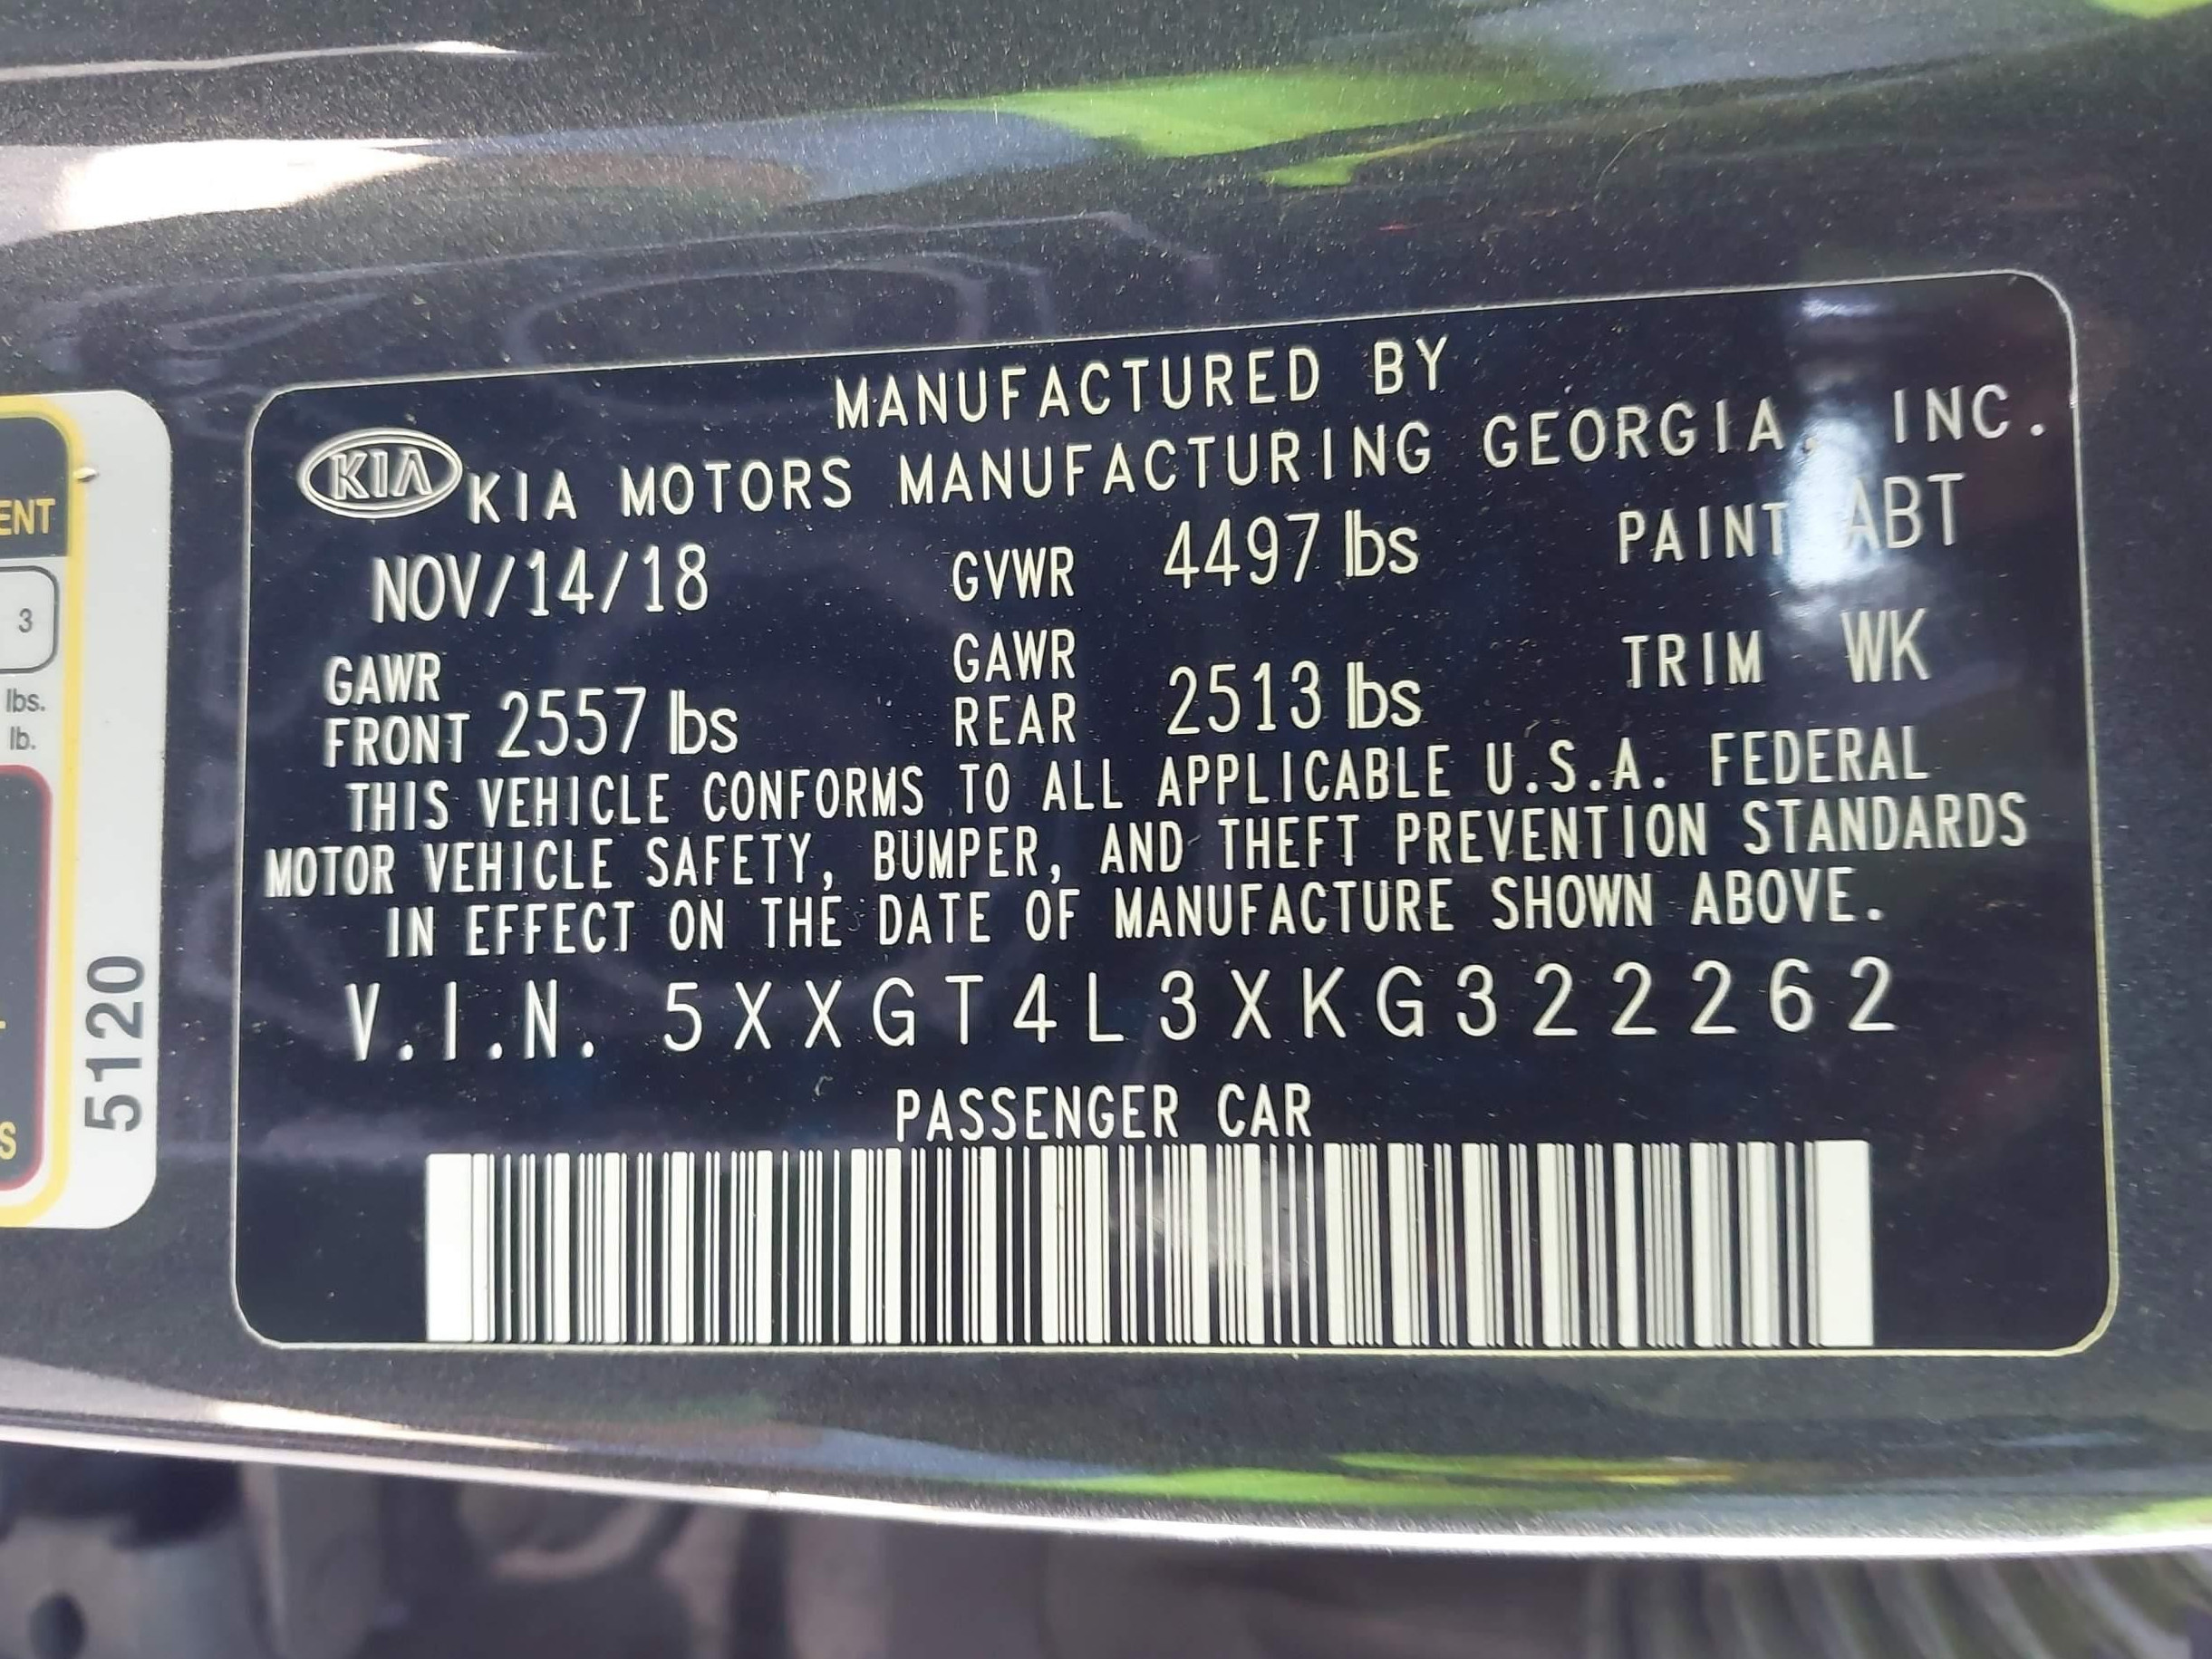 MANUFACTURED BY
KIA KIA MOTORS MANUFACTURING GEORGIA, INC.
NOV/14/18 GVWR 4497 lbs PAINT ABT
GAWR FRONT 2557 lbs GAWR REAR 2513 lbs TRIM WK
THIS VEHICLE CONFORMS TO ALL APPLICABLE U.S.A. FEDERAL
MOTOR VEHICLE SAFETY, BUMPER, AND THEFT PREVENTION STANDARDS
IN EFFECT ON THE DATE OF MANUFACTURE SHOWN ABOVE.
V.I.N. 5XXGT4L3XKG322262
PASSENGER CAR
ENT
3
lbs.
lb.
S
5120